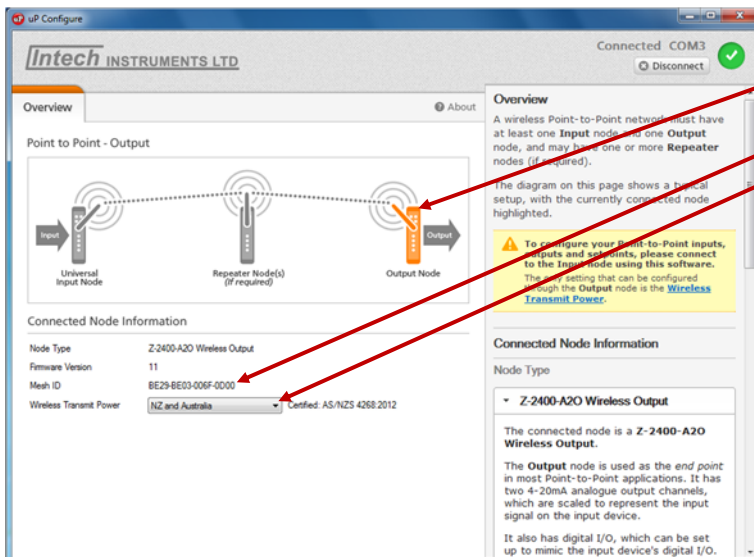 uP Configure
Intech INSTRUMENTS LTD
Connected COM3
Disconnect
Overview
About
Point to Point - Output
Input
Output
Universal
Input Node
Repeater Node(s)
(If required)
Output Node
Connected Node Information
Node Type Z-2400-A2O Wireless Output
Firmware Version 11
Mesh ID BE29-BE03-006F-0D00
Wireless Transmit Power NZ and Australia Certified: AS/NZS 4268:2012
Overview
A wireless Point-to-Point network must have
at least one Input node and one Output
node, and may have one or more Repeater
nodes (if required).
The diagram on this page shows a typical
setup, with the currently connected node
highlighted.
To configure your Point-to-Point inputs,
outputs and setpoints, please connect
to the Input node using this software.
The only setting that can be configured
through the Output node is the Wireless
Transmit Power.
Connected Node Information
Node Type
Z-2400-A2O Wireless Output
The connected node is a Z-2400-A2O
Wireless Output.
The Output node is used as the end point
in most Point-to-Point applications. It has
two 4-20mA analogue output channels,
which are scaled to represent the input
signal on the input device.
It also has digital I/O, which can be set
up to mimic the input device's digital I/O.